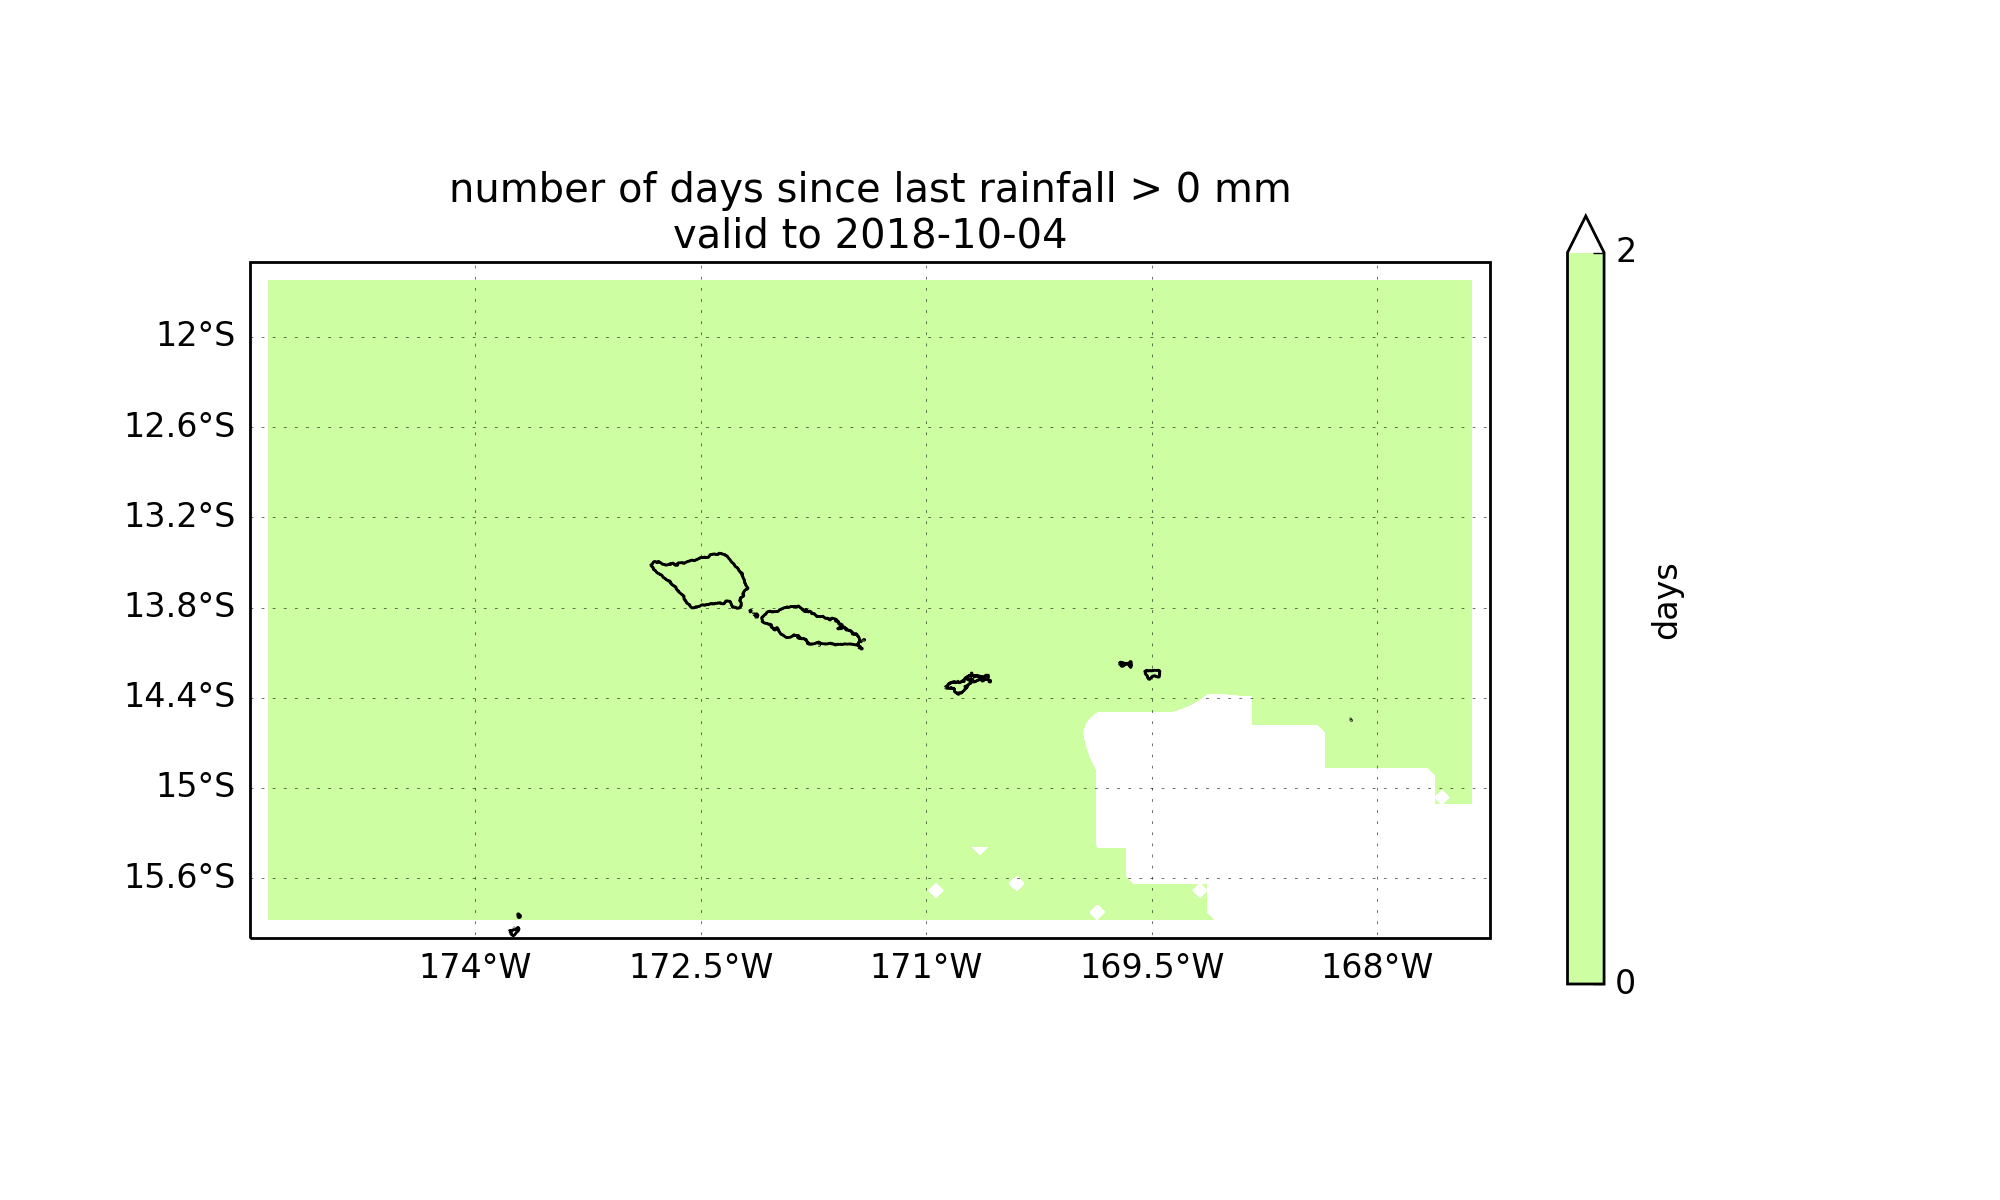 number of days since last rainfall > 0 mm
valid to 2018-10-04
2
12°S
12.6°S
13.2°S
13.8°S
14.4°S
15°S
15.6°S
days
174°W
172.5°W
171°W
169.5°W
168°W
0